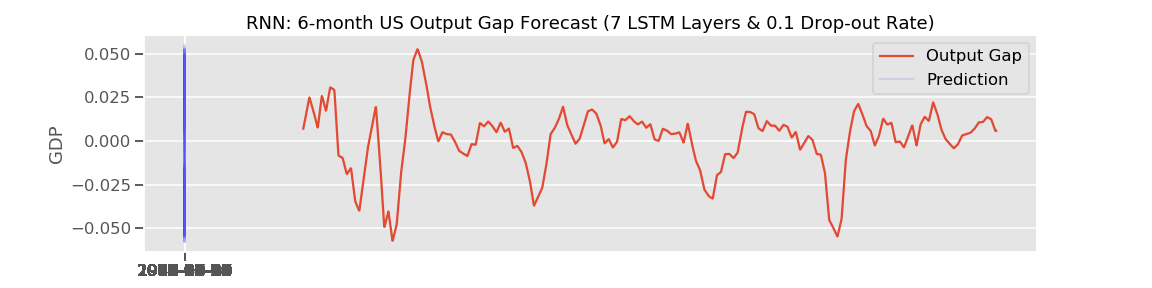 RNN: 6-month US Output Gap Forecast (7 LSTM Layers & 0.1 Drop-out Rate)
0.050
0.025
0.000
−0.025
−0.050
GDP
Output Gap
Prediction